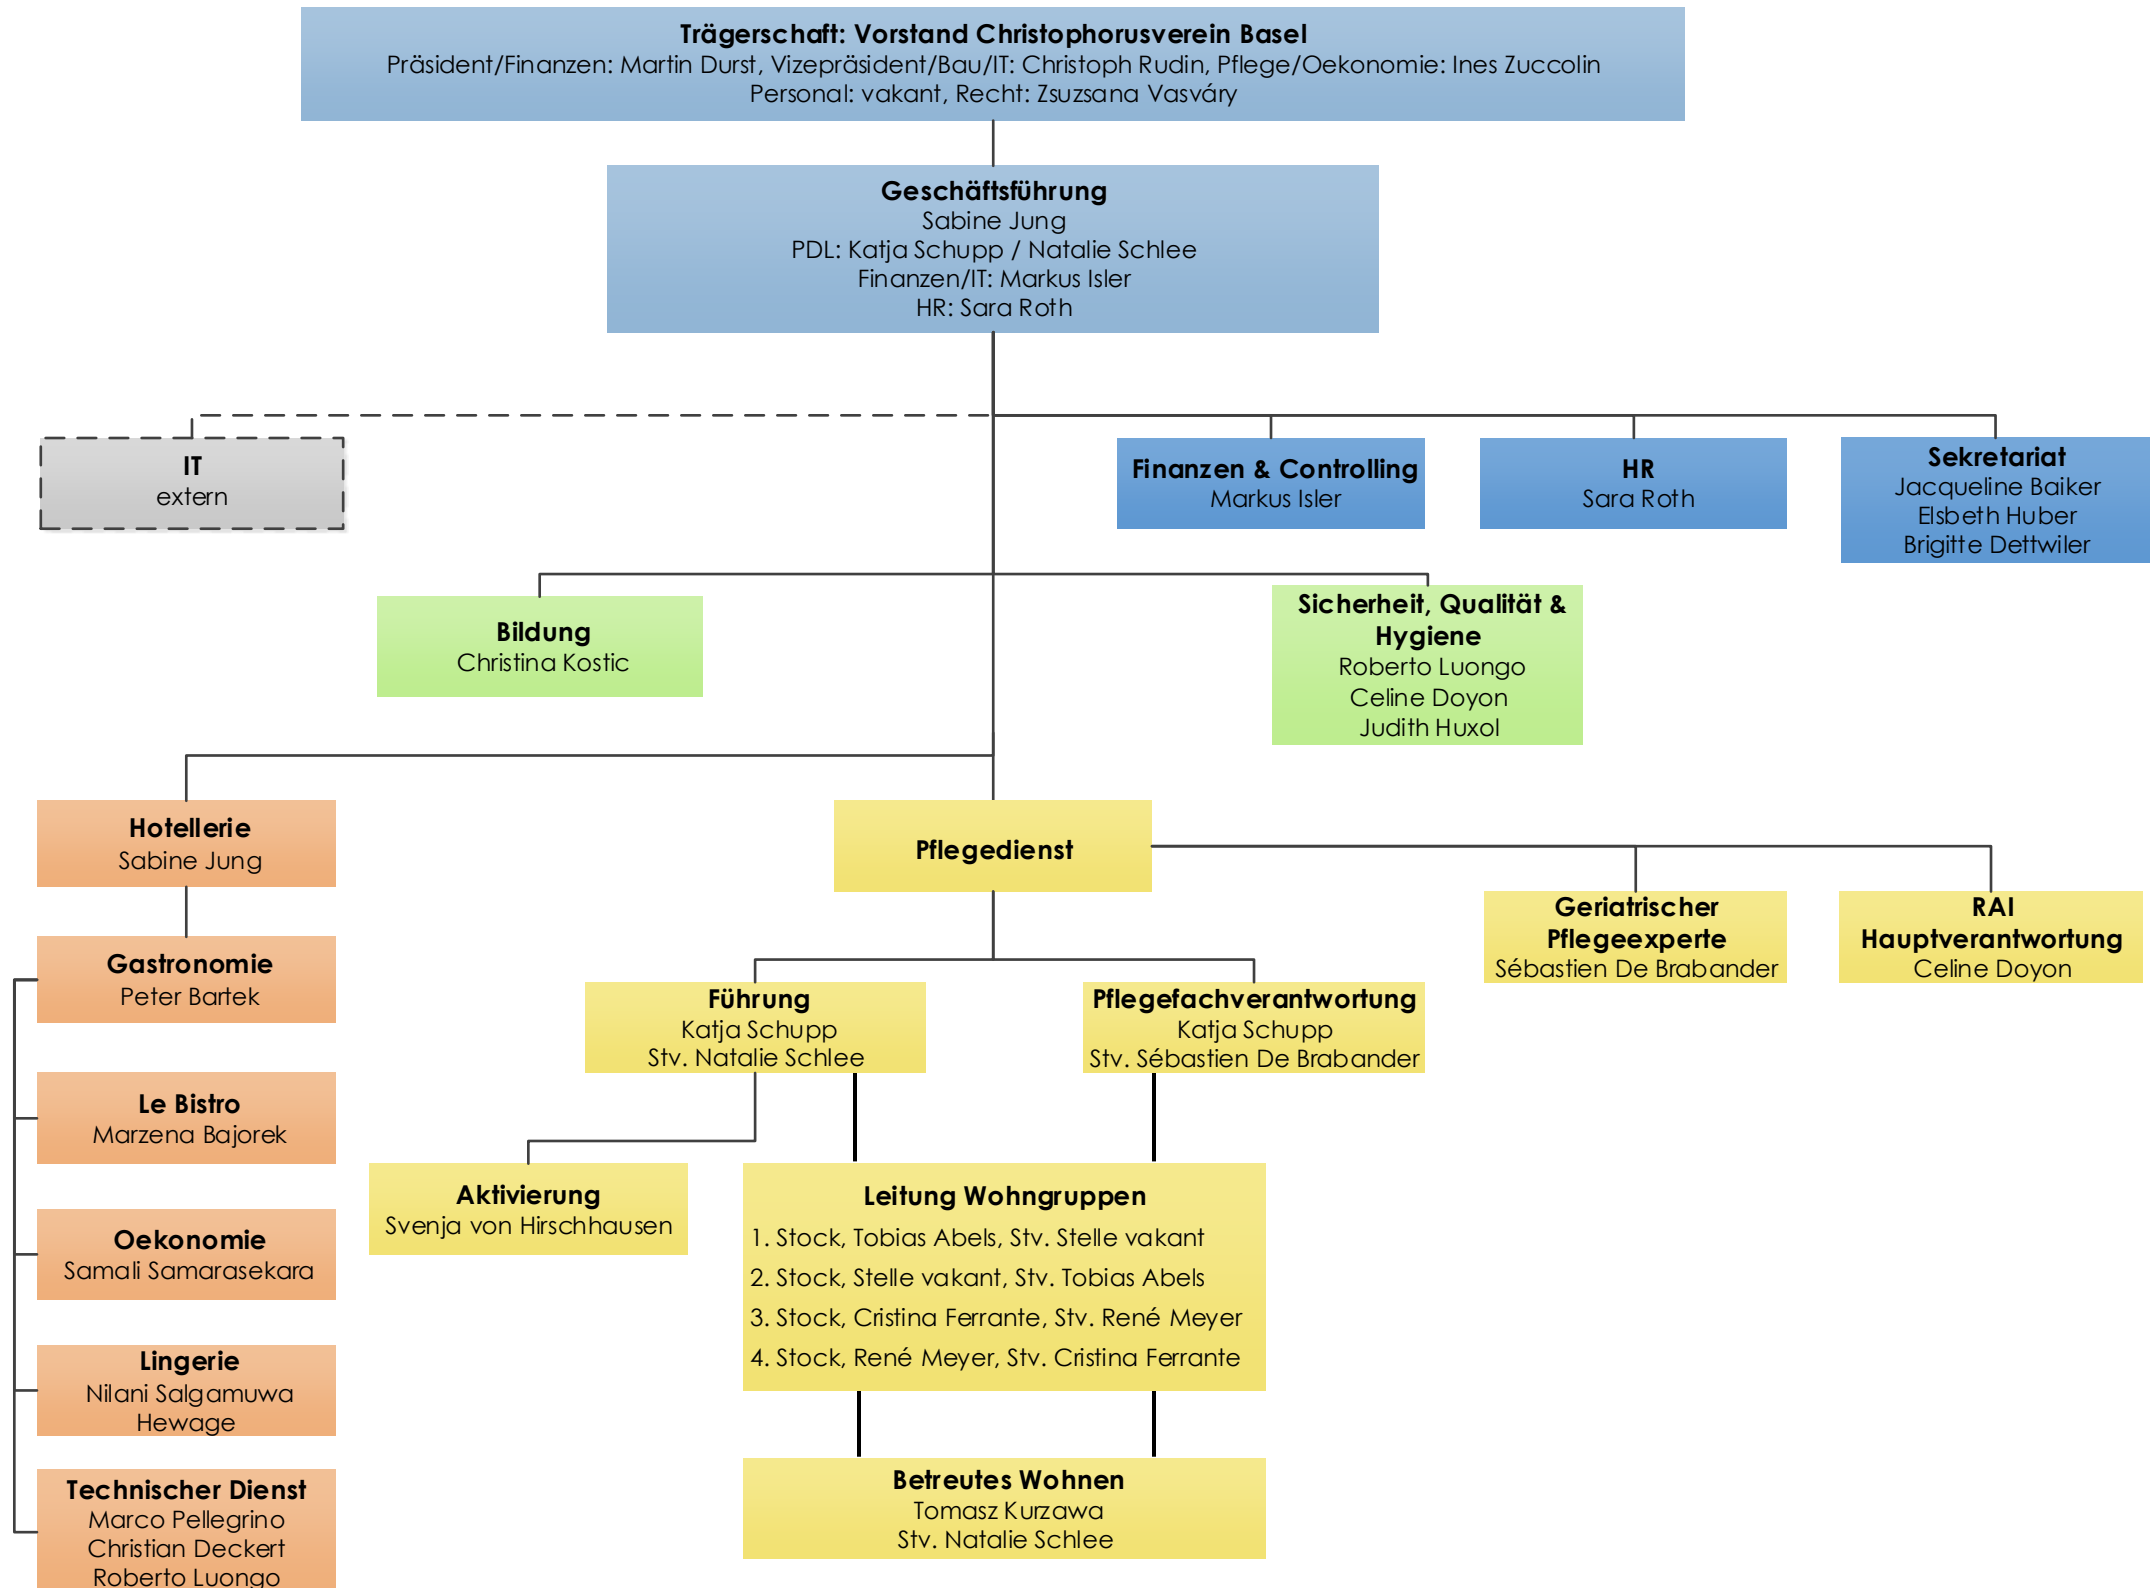 Trägerschaft: Vorstand Christophorusverein Basel
Präsident/Finanzen: Martin Durst, Vizepräsident/Bau/IT: Christoph Rudin, Pflege/Oekonomie: Ines Zuccolin
Personal: vakant, Recht: Zsuzsana Vasváry
Geschäftsführung
Sabine Jung
PDL: Katja Schupp / Natalie Schlee
Finanzen/IT: Markus Isler
HR: Sara Roth
IT
extern
Finanzen & Controlling
Markus Isler
HR
Sara Roth
Sekretariat
Jacqueline Baiker
Elsbeth Huber
Brigitte Dettwiler
Bildung
Christina Kostic
Sicherheit, Qualität &
Hygiene
Roberto Luongo
Celine Doyon
Judith Huxol
Hotellerie
Sabine Jung
Pflegedienst
Geriatrischer
Pflegeexperte
Sébastien De Brabander
RAI
Hauptverantwortung
Celine Doyon
Gastronomie
Peter Bartek
Führung
Katja Schupp
Stv. Natalie Schlee
Pflegefachverantwortung
Katja Schupp
Stv. Sébastien De Brabander
Le Bistro
Marzena Bajorek
Aktivierung
Svenja von Hirschhausen
Leitung Wohngruppen
1. Stock, Tobias Abels, Stv. Stelle vakant
2. Stock, Stelle vakant, Stv. Tobias Abels
3. Stock, Cristina Ferrante, Stv. René Meyer
4. Stock, René Meyer, Stv. Cristina Ferrante
Oekonomie
Samali Samarasekara
Lingerie
Nilani Salgamuwa
Hewage
Technischer Dienst
Marco Pellegrino
Christian Deckert
Roberto Luongo
Betreutes Wohnen
Tomasz Kurzawa
Stv. Natalie Schlee